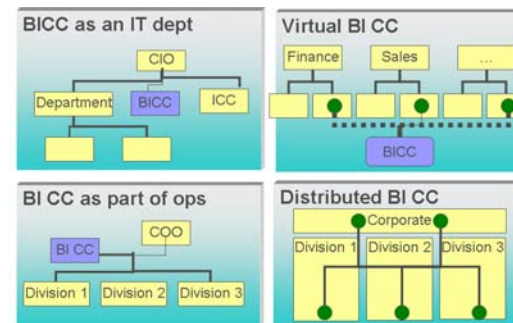 BICC as an IT dept
CIO
Department
BICC
ICC
Virtual BI CC
Finance
Sales
...
BICC
BI CC as part of ops
COO
BI CC
Division 1
Division 2
Division 3
Distributed BI CC
Corporate
Division 1
Division 2
Division 3